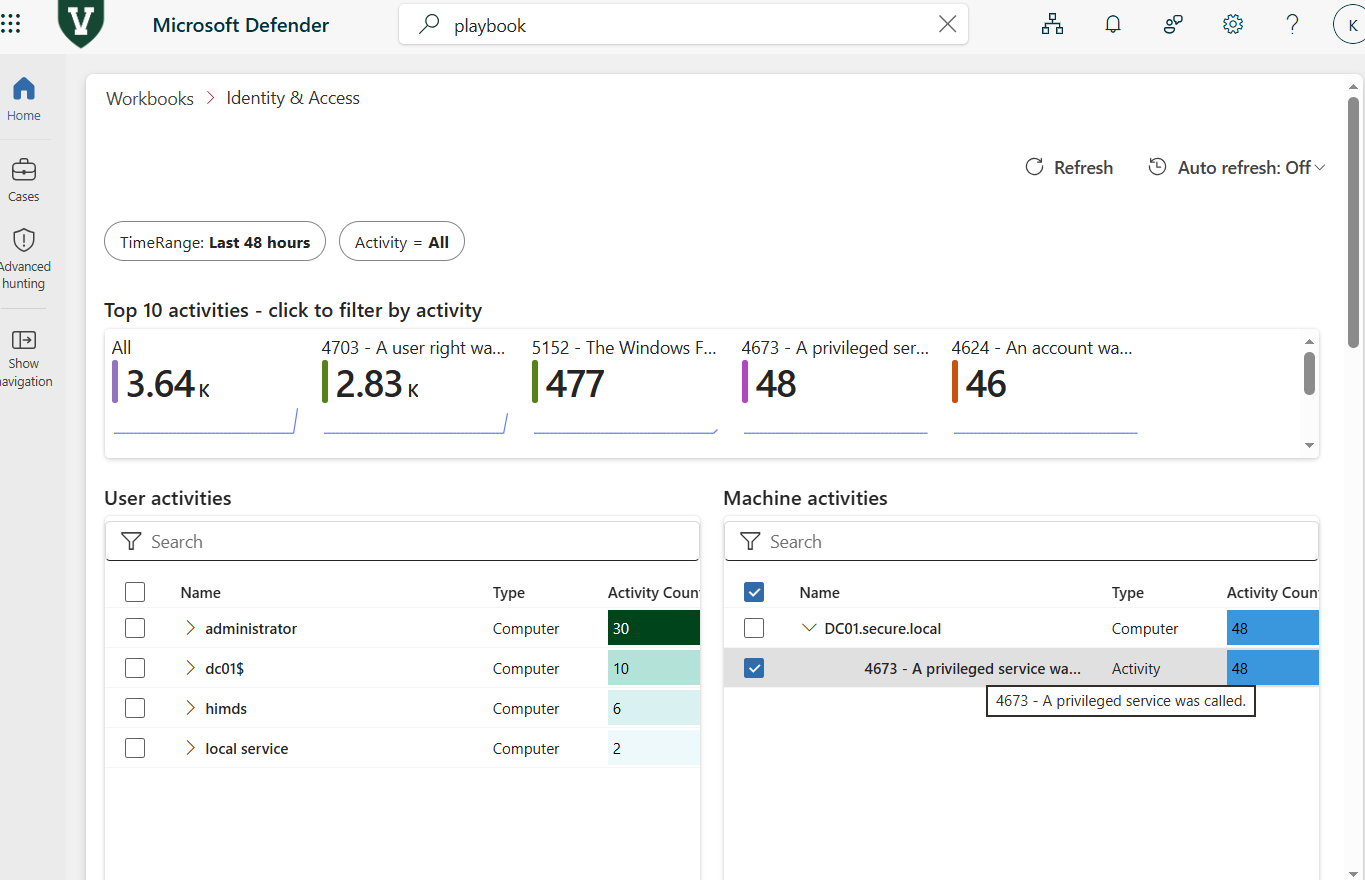 V
Microsoft Defender
playbook
K
Home
Cases
Advanced
hunting
Show
navigation
Workbooks > Identity & Access
Refresh
Auto refresh: Off
TimeRange: Last 48 hours
Activity = All
Top 10 activities - click to filter by activity
All
3.64 K
4703 - A user right wa...
2.83 K
5152 - The Windows F...
477
4673 - A privileged ser...
48
4624 - An account wa...
46
User activities
Search
Name Type Activity Coun
administrator Computer 30
dc01$ Computer 10
himds Computer 6
local service Computer 2
Machine activities
Search
Name Type Activity Coun
DC01.secure.local Computer 48
4673 - A privileged service wa... Activity 48
4673 - A privileged service was called.